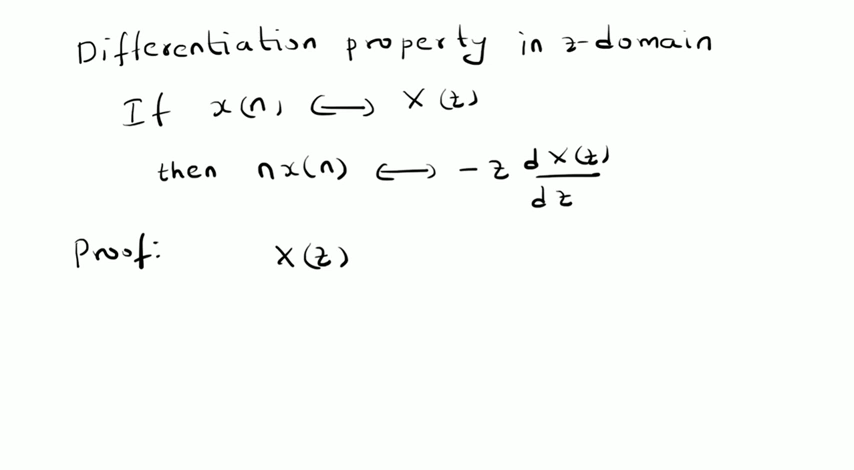 Differentiation property in z-domain
If x(n) ⟷ X(z)
then nx(n) ⟷ -z dX(z)/dz
Proof: X(z)